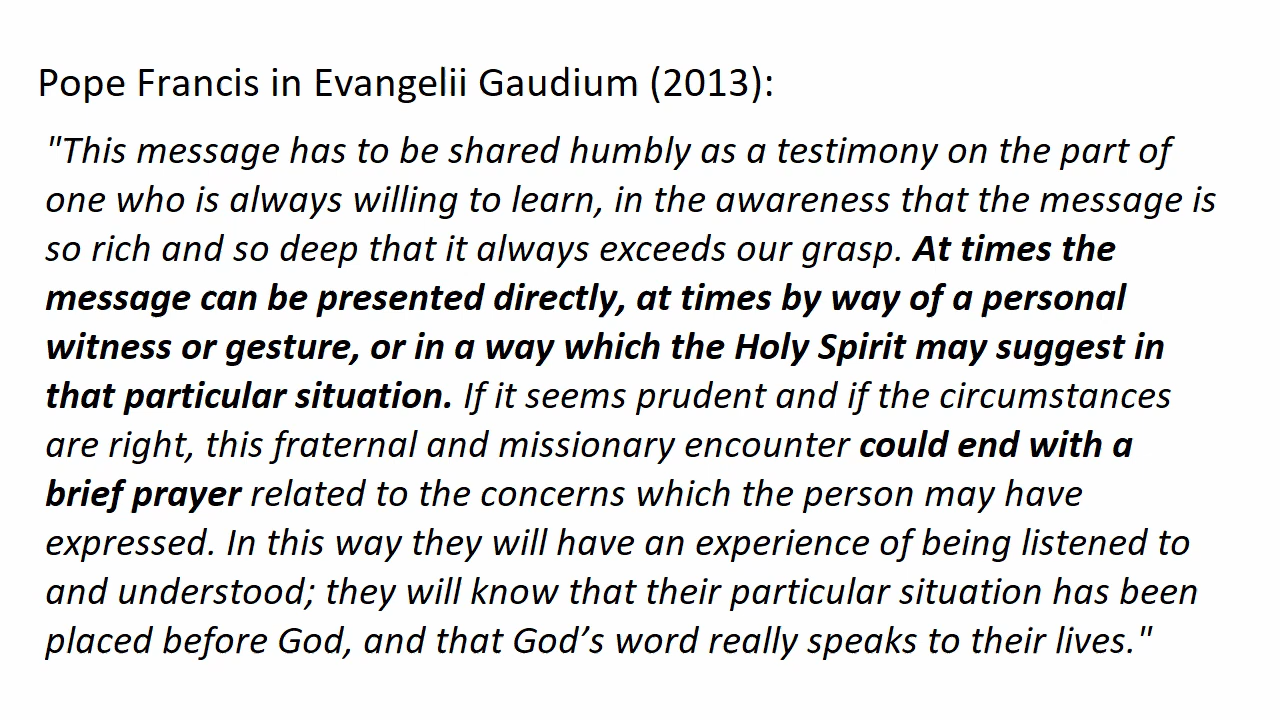 Pope Francis in Evangelii Gaudium (2013):
"This message has to be shared humbly as a testimony on the part of
one who is always willing to learn, in the awareness that the message is
so rich and so deep that it always exceeds our grasp. At times the
message can be presented directly, at times by way of a personal
witness or gesture, or in a way which the Holy Spirit may suggest in
that particular situation. If it seems prudent and if the circumstances
are right, this fraternal and missionary encounter could end with a
brief prayer related to the concerns which the person may have
expressed. In this way they will have an experience of being listened to
and understood; they will know that their particular situation has been
placed before God, and that God’s word really speaks to their lives."